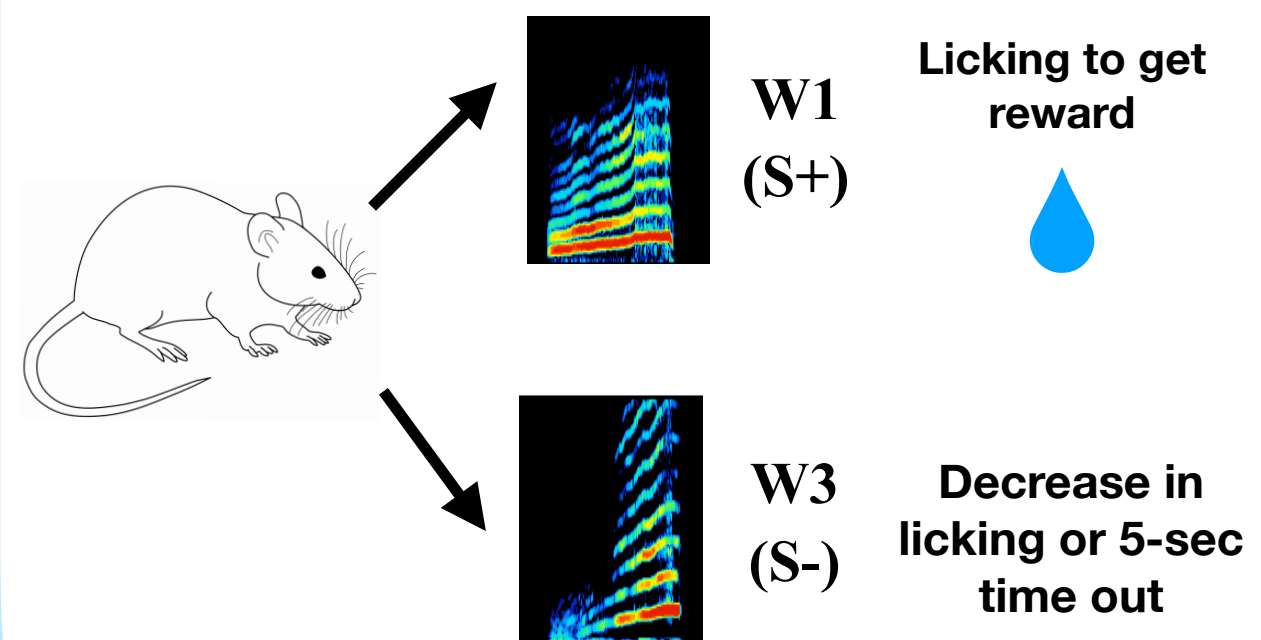 W1
(S+)
Licking to get
reward
W3
(S-)
Decrease in
licking or 5-sec
time out